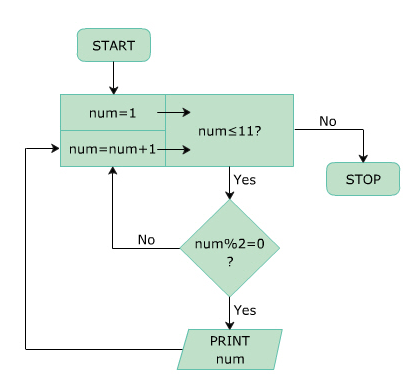 START
num=1
num=num+1
num≤11?
No
STOP
Yes
num%2=0
?
No
Yes
PRINT
num